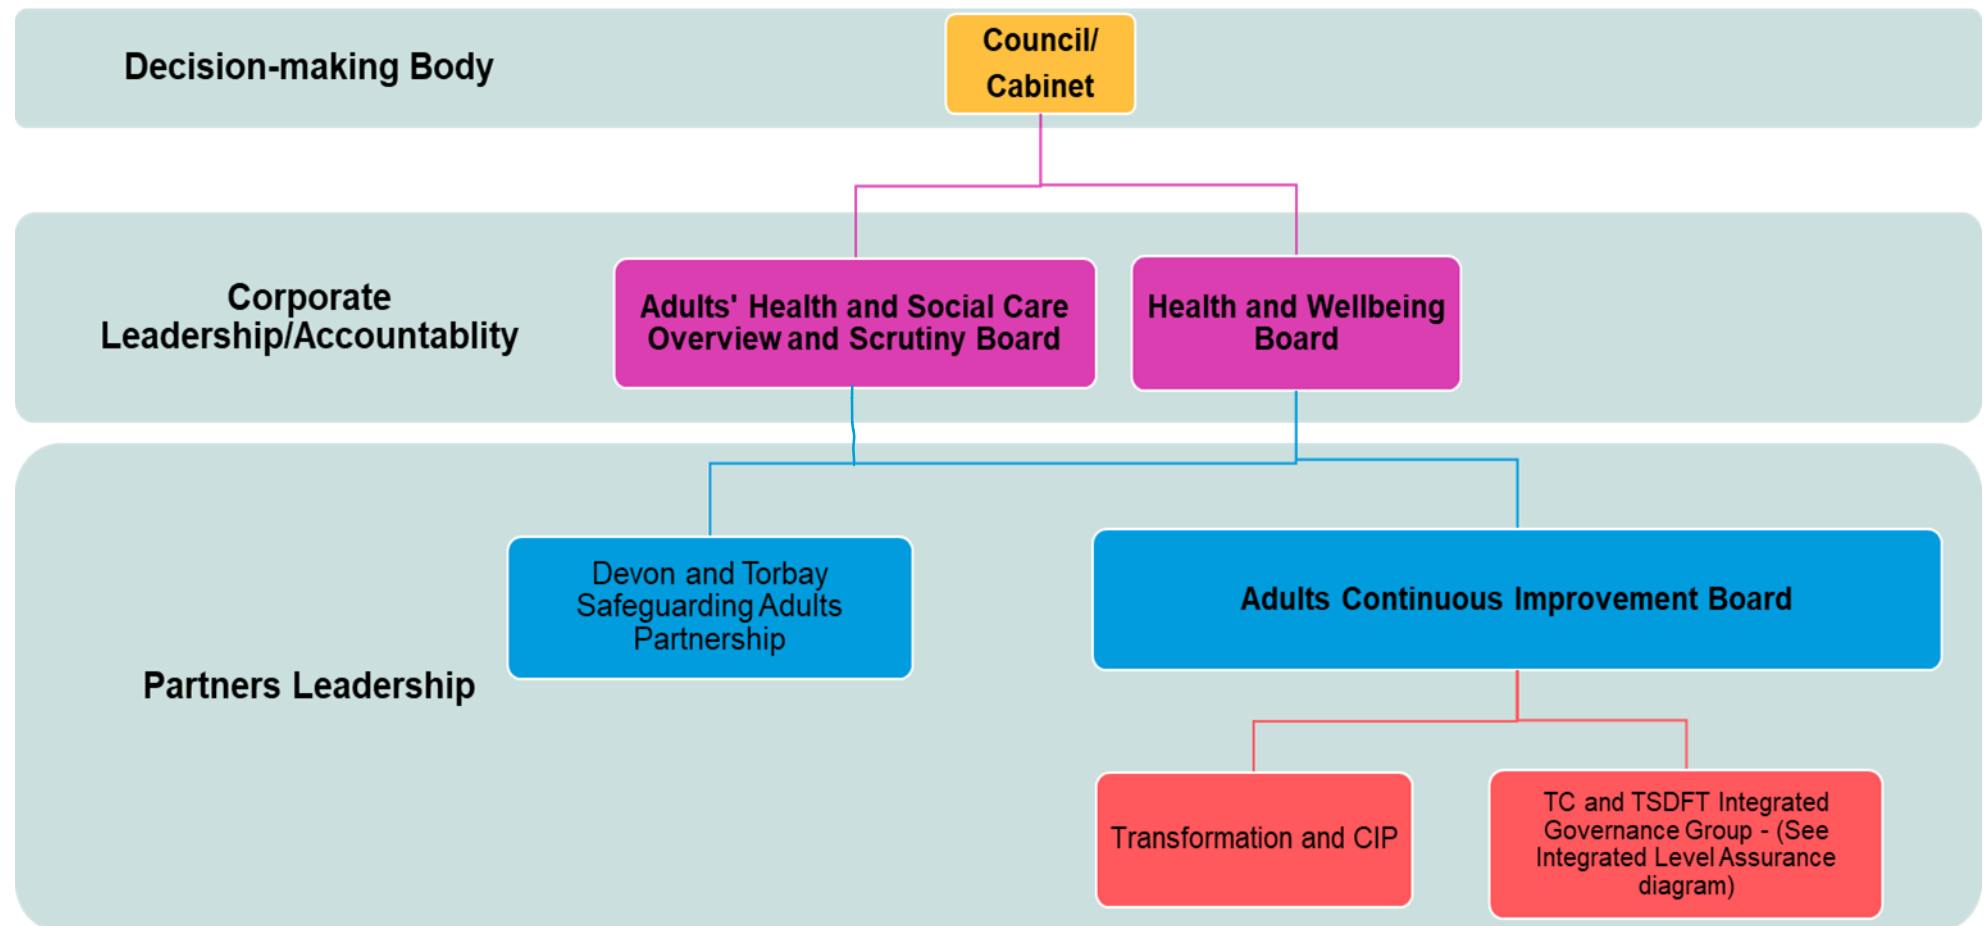 Decision-making Body
Council/
Cabinet
Corporate
Leadership/Accountablity
Adults' Health and Social Care
Overview and Scrutiny Board
Health and Wellbeing
Board
Partners Leadership
Devon and Torbay
Safeguarding Adults
Partnership
Adults Continuous Improvement Board
Transformation and CIP
TC and TSDFT Integrated
Governance Group - (See
Integrated Level Assurance
diagram)